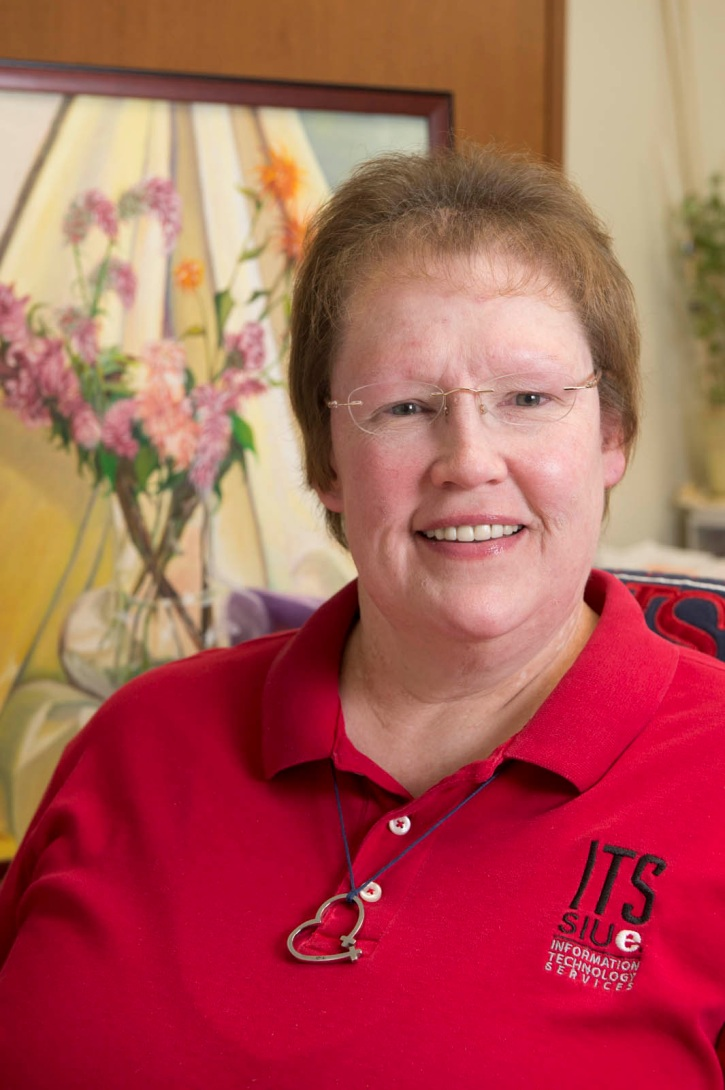 ITS
SIUe
INFORMATION
TECHNOLOGY
SERVICES